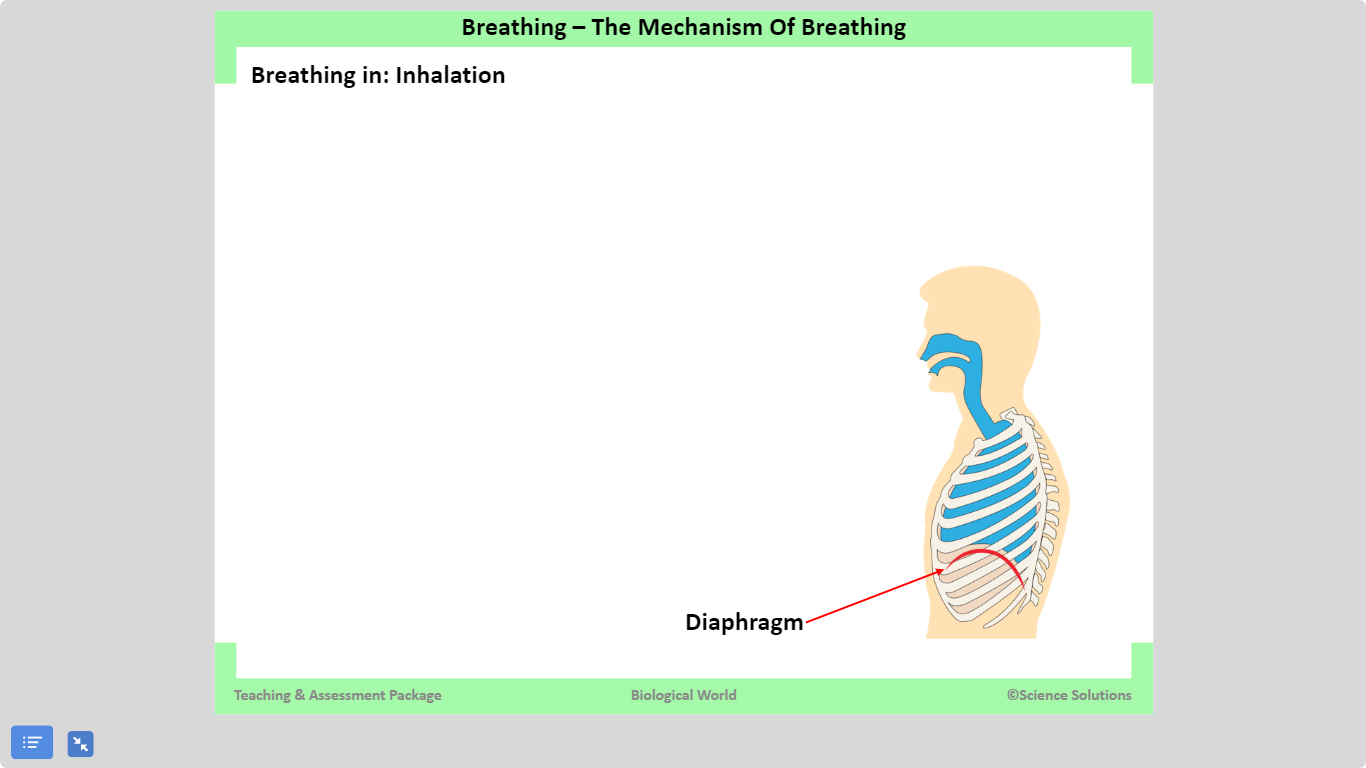 Breathing – The Mechanism Of Breathing
Breathing in: Inhalation
Diaphragm
Teaching & Assessment Package
Biological World
©Science Solutions